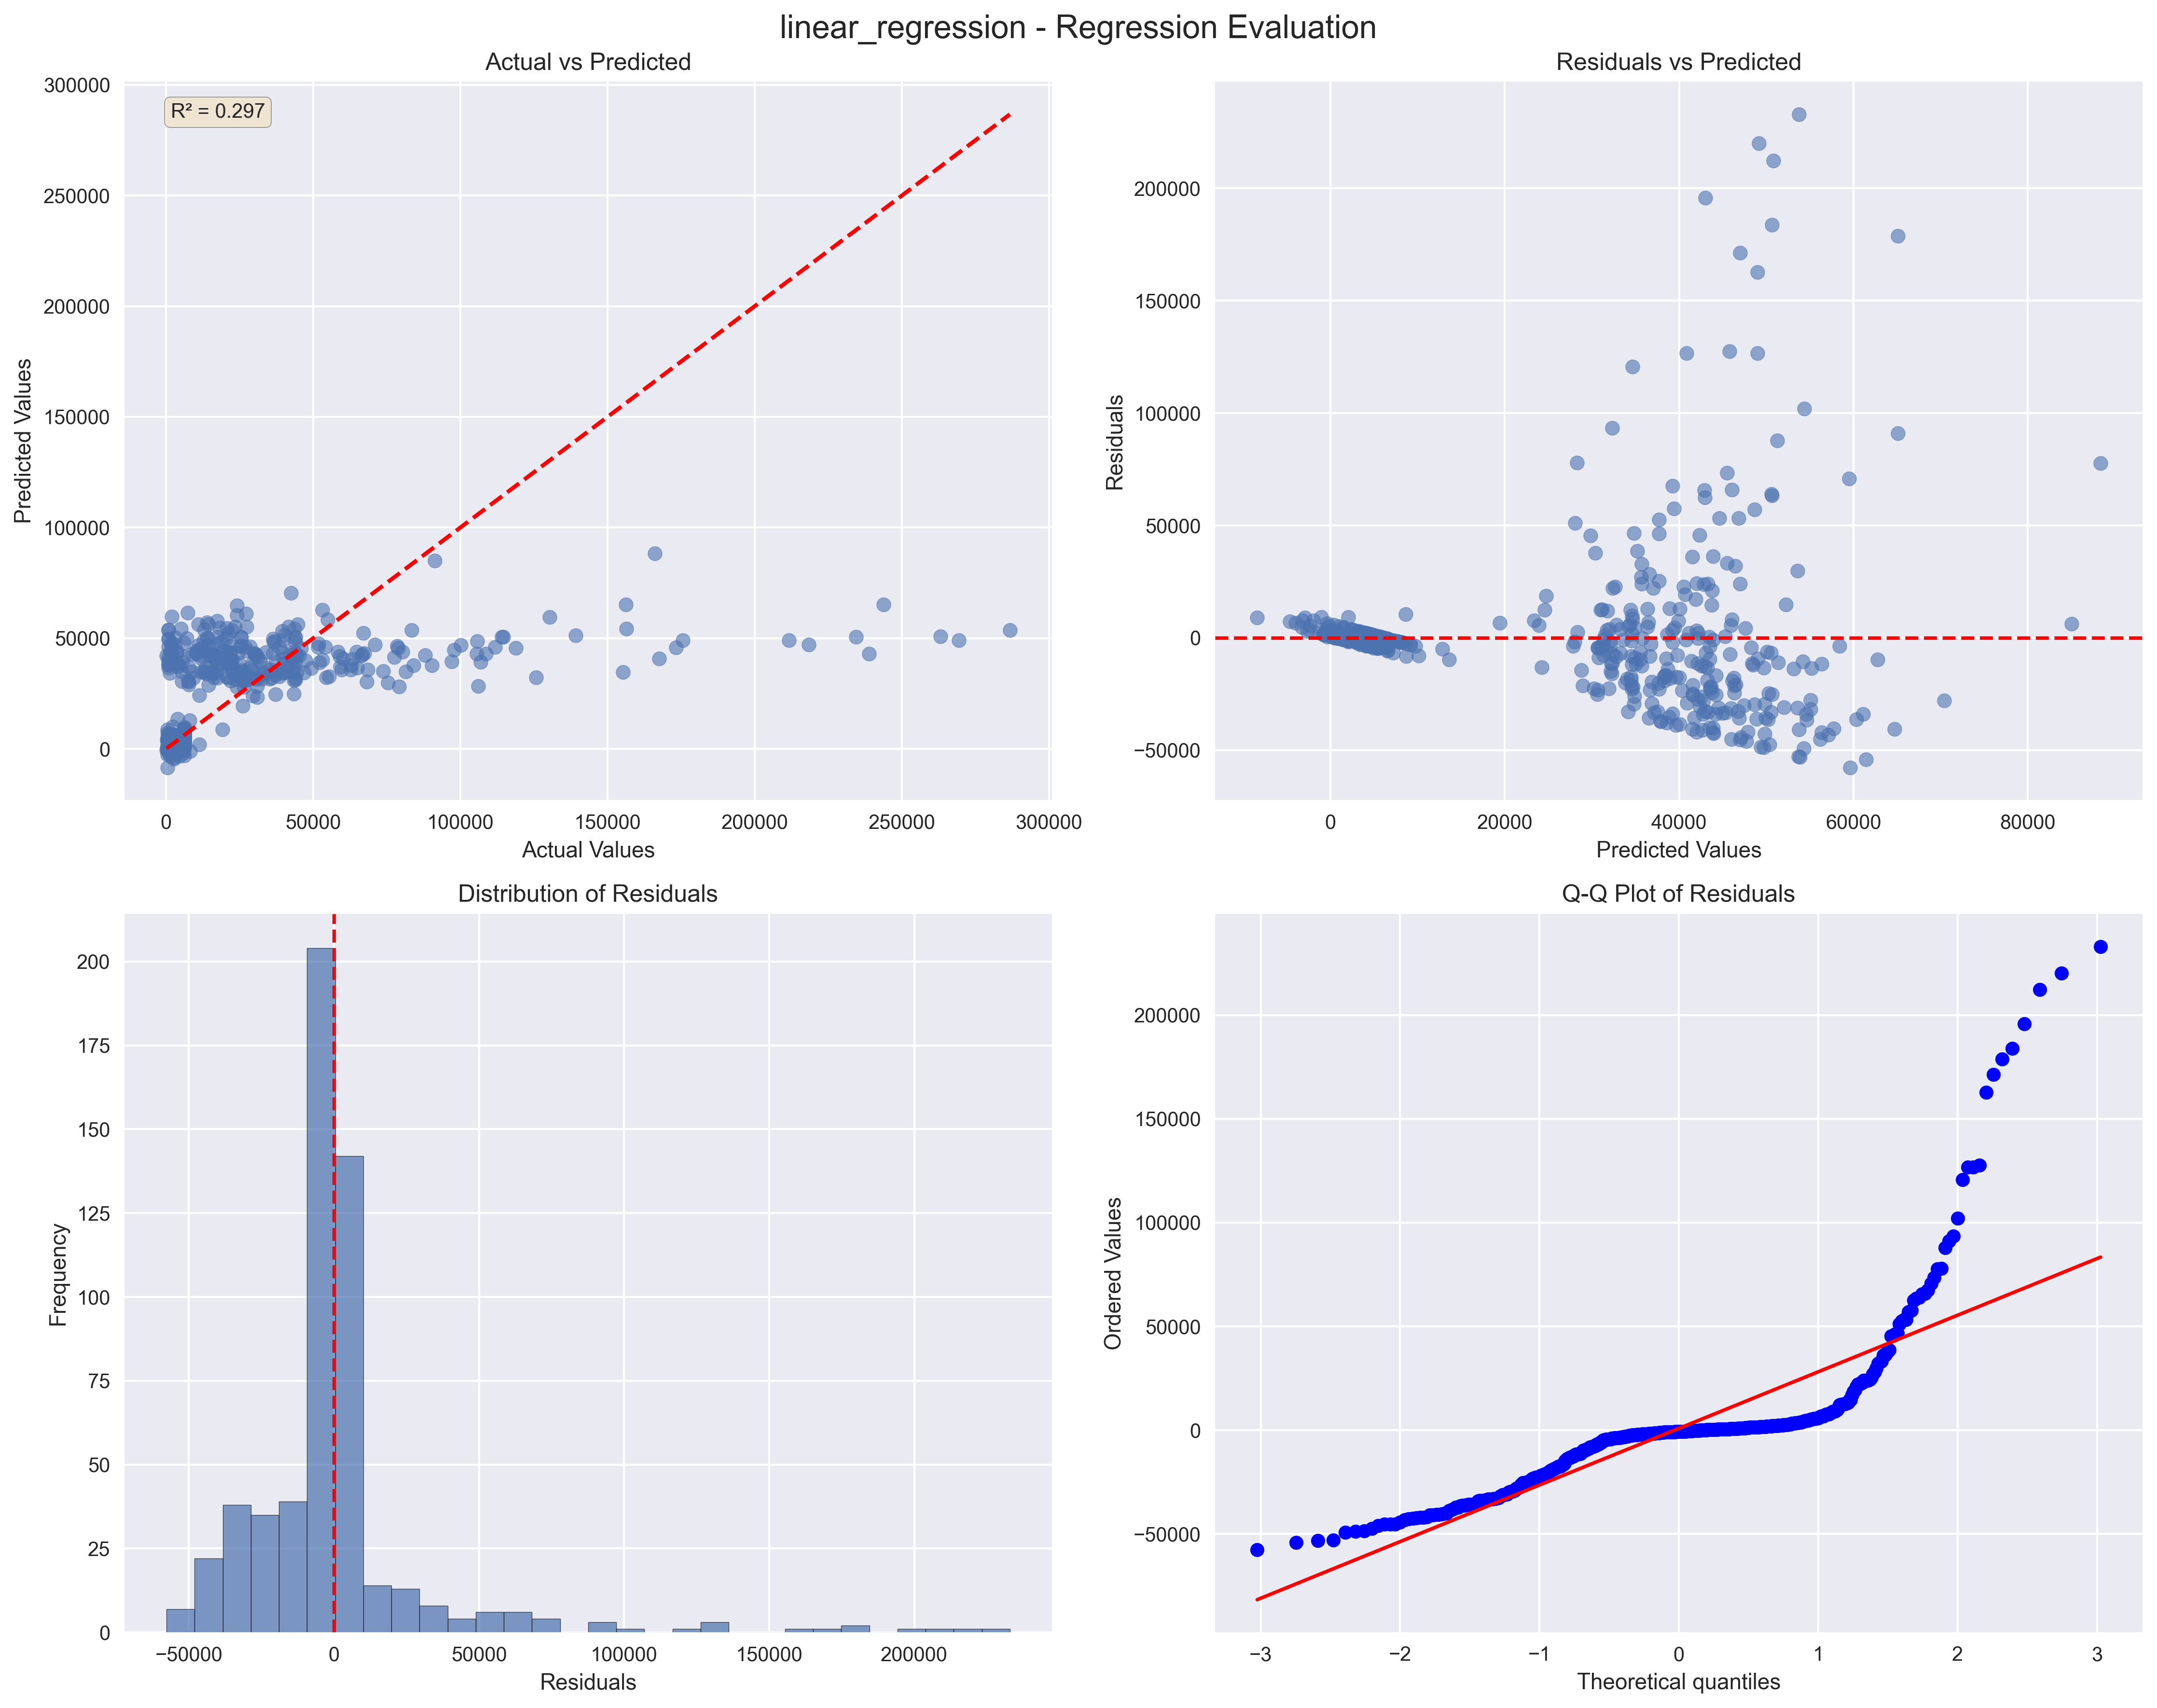 linear_regression - Regression Evaluation
Actual vs Predicted
R² = 0.297
300000
250000
200000
150000
100000
50000
0
Predicted Values
0 50000 100000 150000 200000 250000 300000
Actual Values
Residuals vs Predicted
200000
150000
100000
50000
0
−50000
Residuals
0 20000 40000 60000 80000
Predicted Values
Distribution of Residuals
200
175
150
125
100
75
50
25
0
Frequency
−50000 0 50000 100000 150000 200000
Residuals
Q-Q Plot of Residuals
200000
150000
100000
50000
0
−50000
Ordered Values
−3 −2 −1 0 1 2 3
Theoretical quantiles